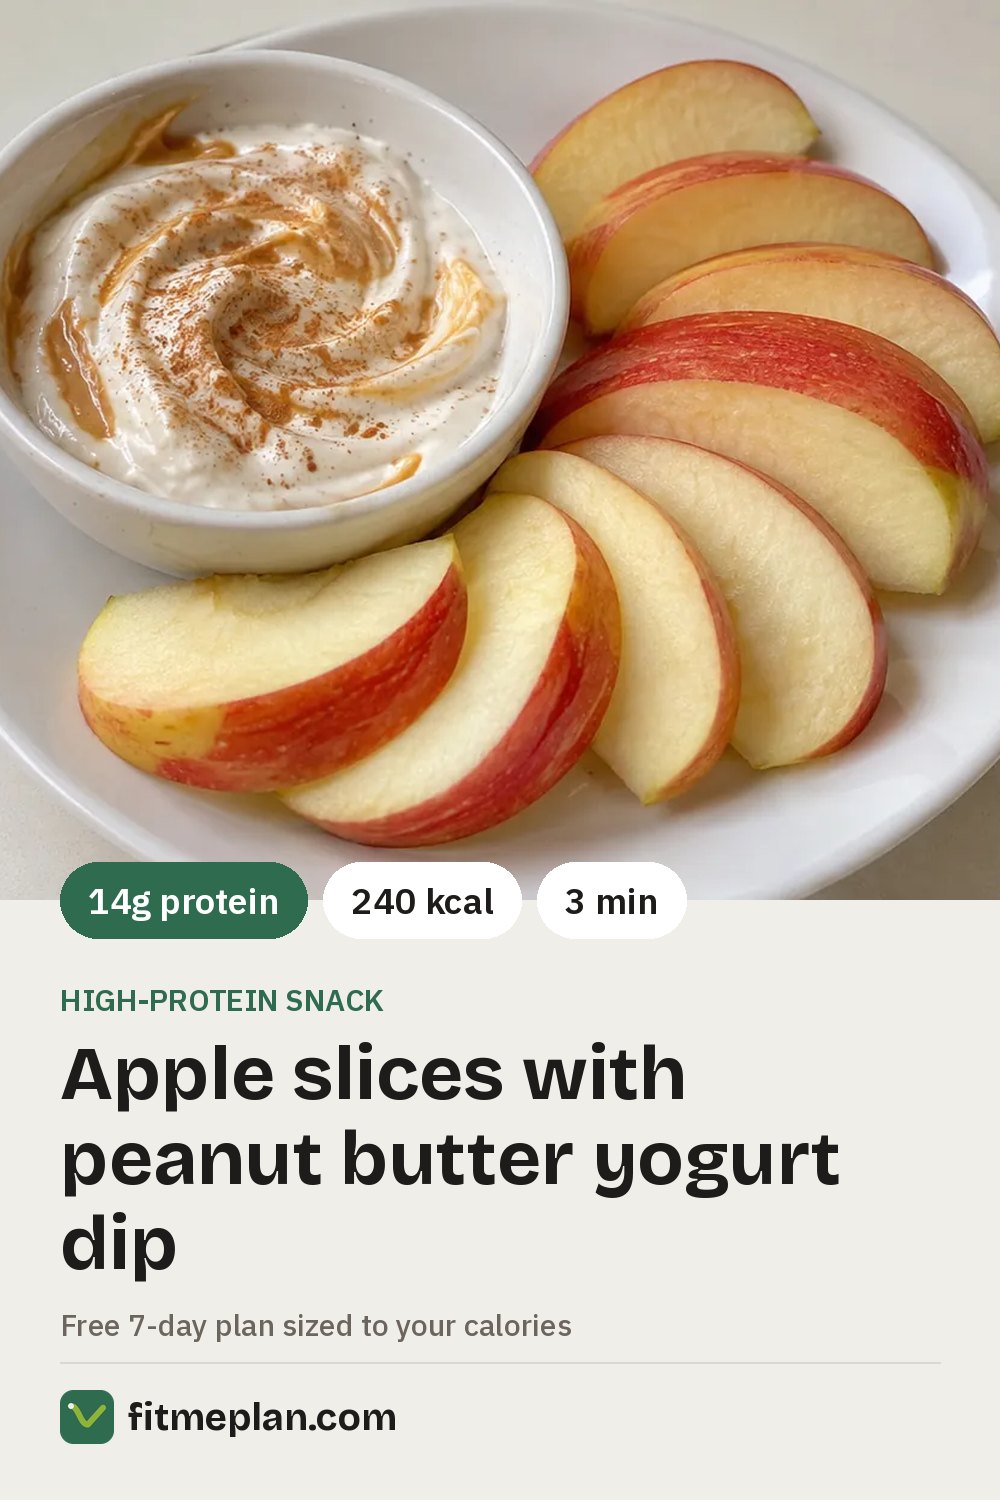 14g protein
240 kcal
3 min
HIGH-PROTEIN SNACK
Apple slices with
peanut butter yogurt
dip
Free 7-day plan sized to your calories
fitmeplan.com